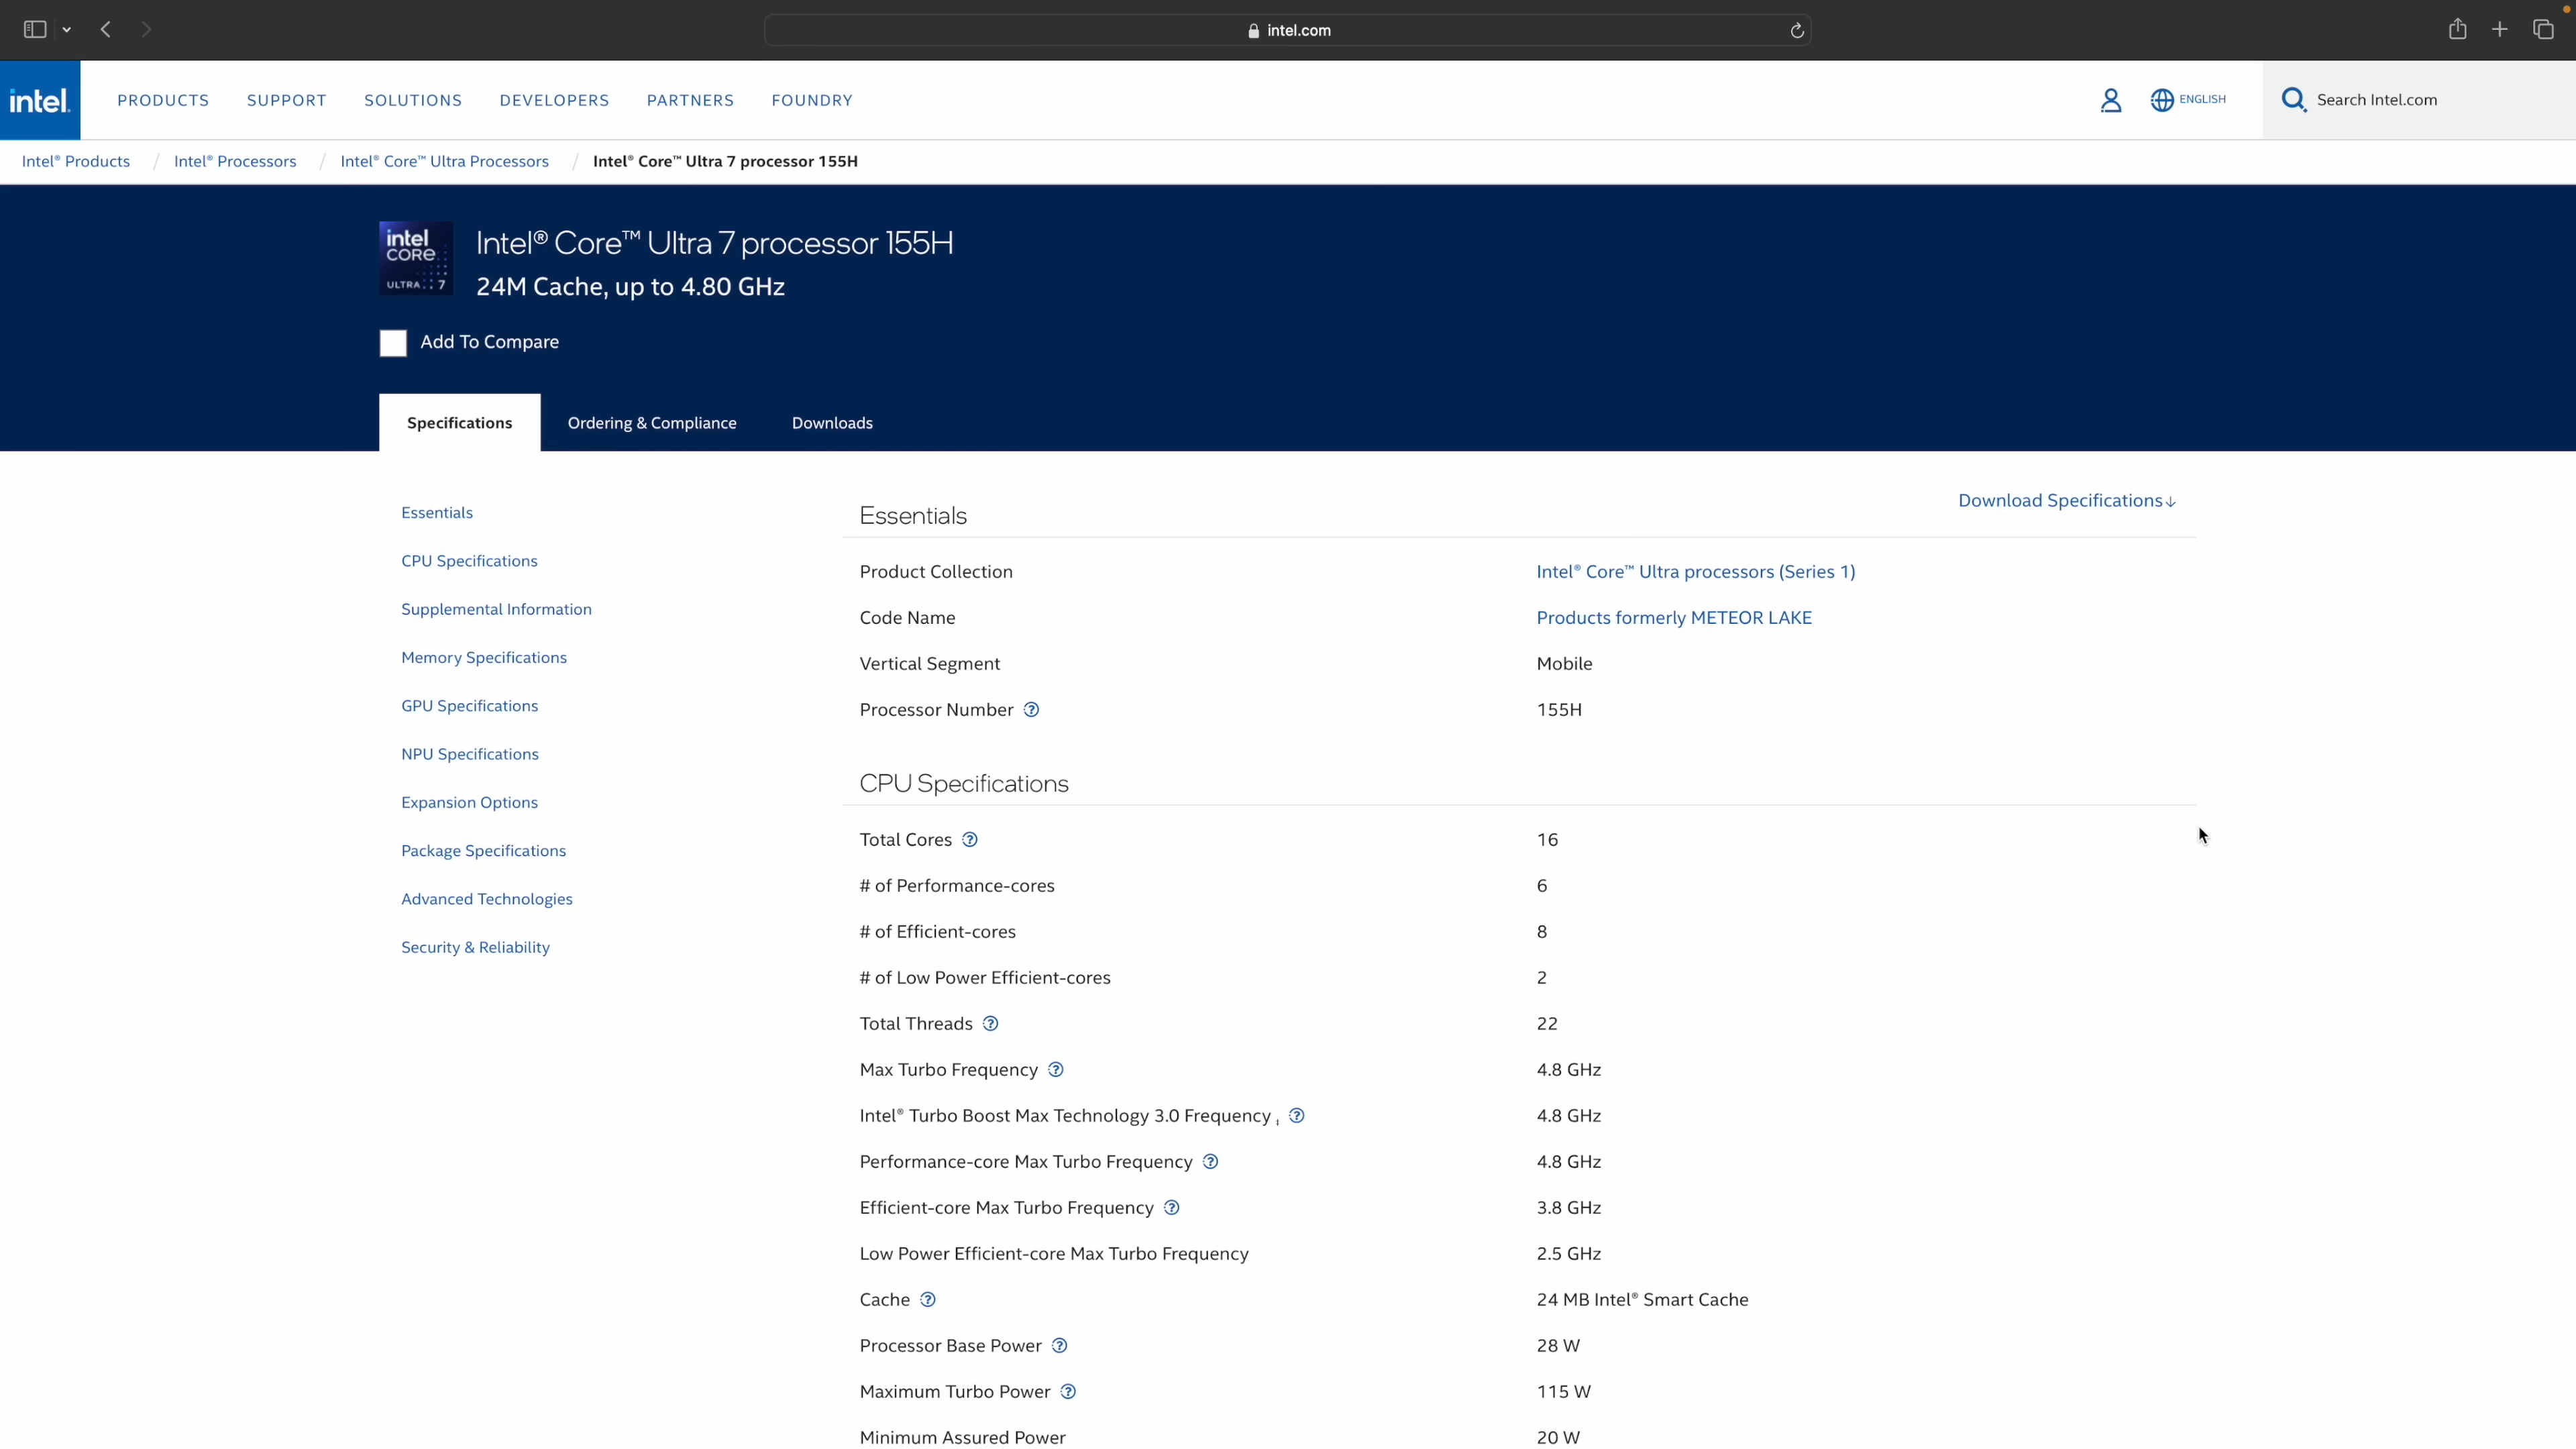 intel.com
intel.
PRODUCTS SUPPORT SOLUTIONS DEVELOPERS PARTNERS FOUNDRY
ENGLISH
Search Intel.com
Intel® Products / Intel® Processors / Intel® Core™ Ultra Processors / Intel® Core™ Ultra 7 processor 155H
intel
CORE
ULTRA 7
Intel® Core™ Ultra 7 processor 155H
24M Cache, up to 4.80 GHz
Add To Compare
Specifications Ordering & Compliance Downloads
Essentials
CPU Specifications
Supplemental Information
Memory Specifications
GPU Specifications
NPU Specifications
Expansion Options
Package Specifications
Advanced Technologies
Security & Reliability
Download Specifications↓
Essentials
Product Collection Intel® Core™ Ultra processors (Series 1)
Code Name Products formerly METEOR LAKE
Vertical Segment Mobile
Processor Number ? 155H
CPU Specifications
Total Cores ? 16
# of Performance-cores 6
# of Efficient-cores 8
# of Low Power Efficient-cores 2
Total Threads ? 22
Max Turbo Frequency ? 4.8 GHz
Intel® Turbo Boost Max Technology 3.0 Frequency ‡ ? 4.8 GHz
Performance-core Max Turbo Frequency ? 4.8 GHz
Efficient-core Max Turbo Frequency ? 3.8 GHz
Low Power Efficient-core Max Turbo Frequency 2.5 GHz
Cache ? 24 MB Intel® Smart Cache
Processor Base Power ? 28 W
Maximum Turbo Power ? 115 W
Minimum Assured Power 20 W